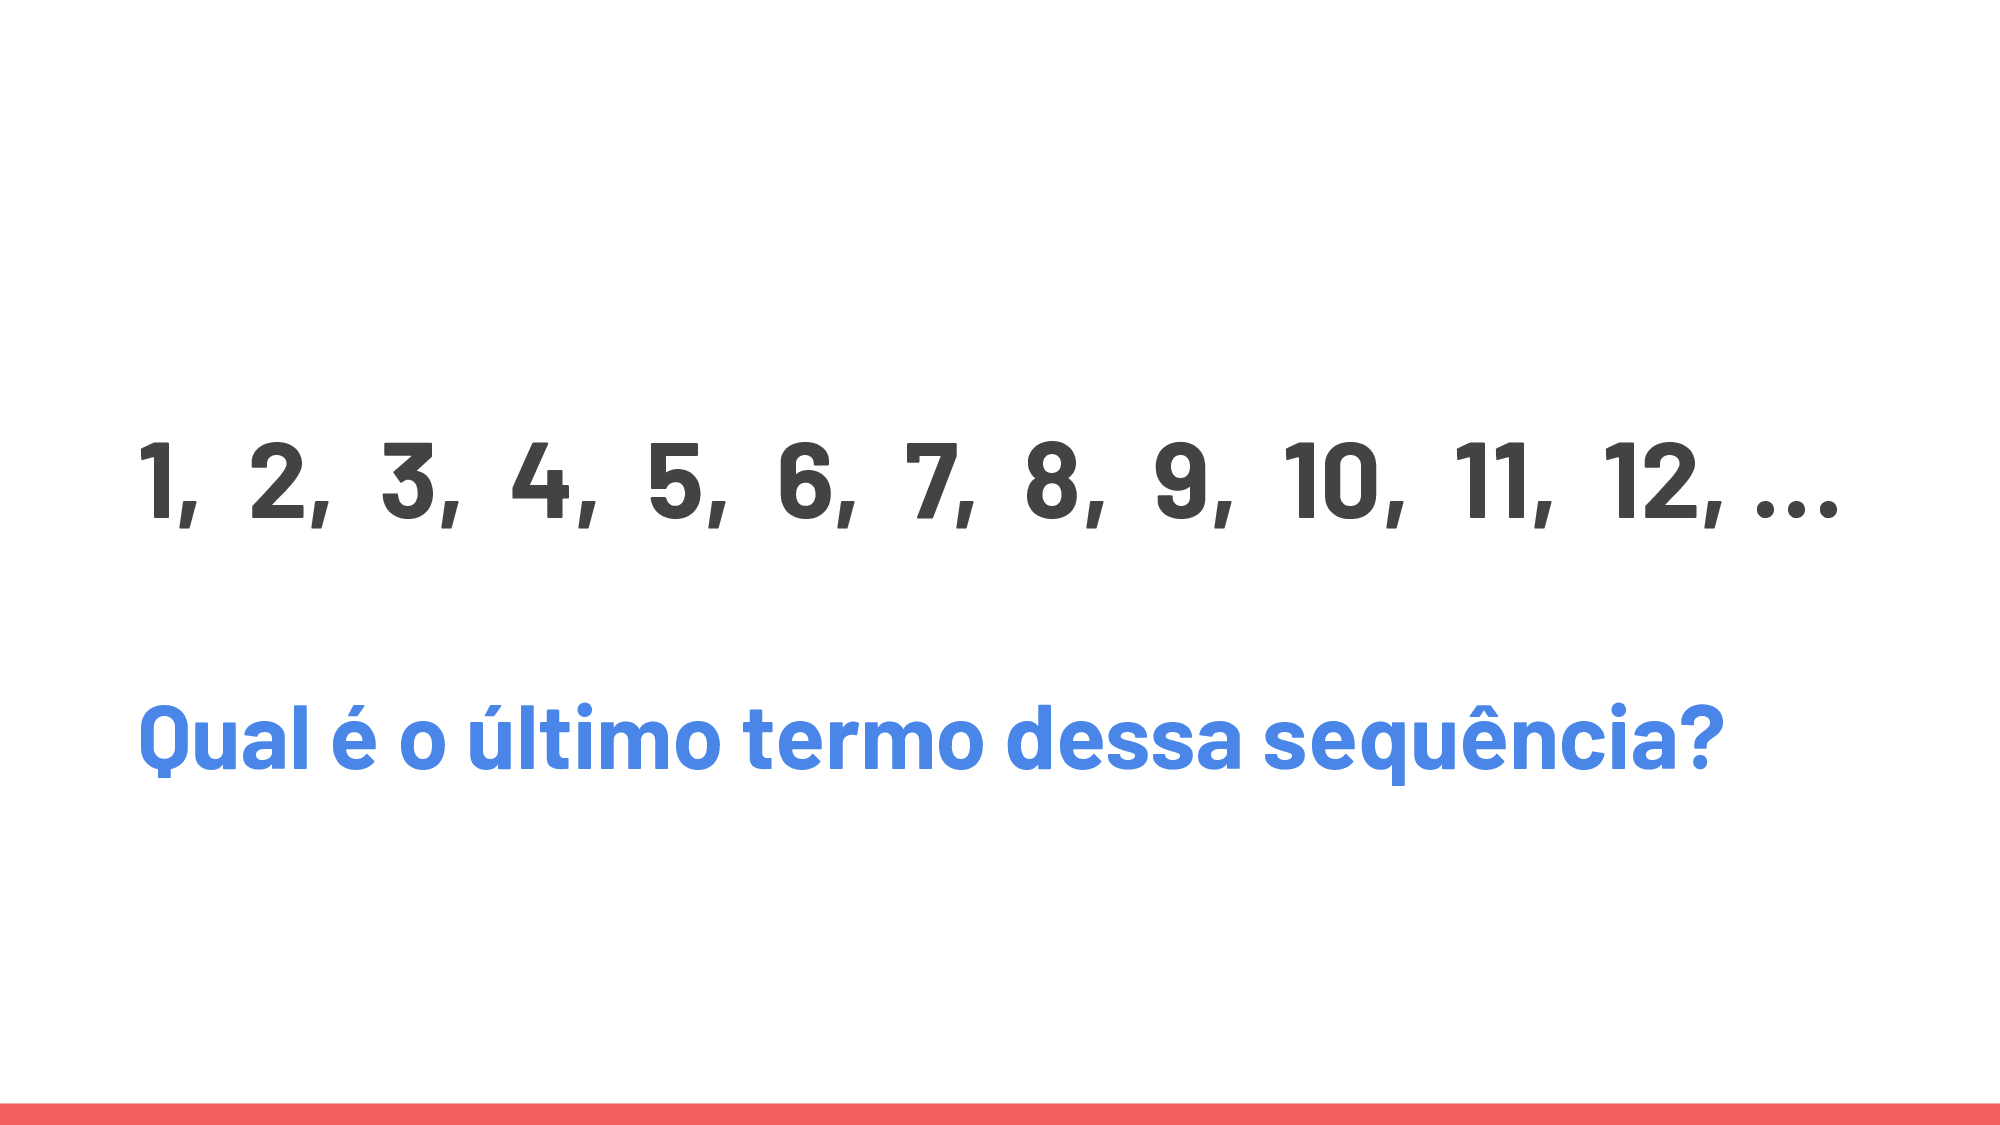 1, 2, 3, 4, 5, 6, 7, 8, 9, 10, 11, 12, ...
Qual é o último termo dessa sequência?